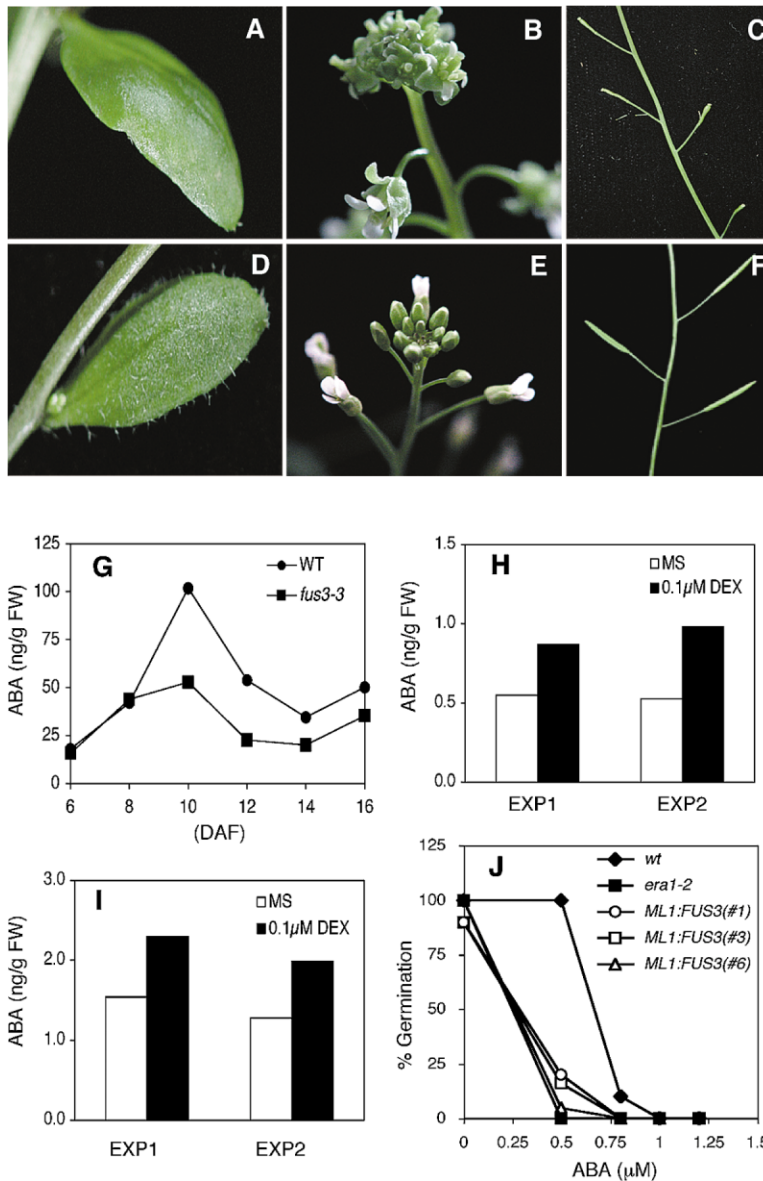 A
B
C
D
E
F
G
WT
fus3-3
ABA (ng/g FW)
125
100
75
50
25
0
6 8 10 12 14 16
(DAF)
H
MS
0.1µM DEX
ABA (ng/g FW)
1.5
1.0
0.5
0.0
EXP1 EXP2
I
MS
0.1µM DEX
ABA (ng/g FW)
3.0
2.0
1.0
0.0
EXP1 EXP2
J
wt
era1-2
ML1:FUS3(#1)
ML1:FUS3(#3)
ML1:FUS3(#6)
% Germination
125
100
75
50
25
0
0 0.25 0.5 0.75 1 1.25 1.5
ABA (µM)